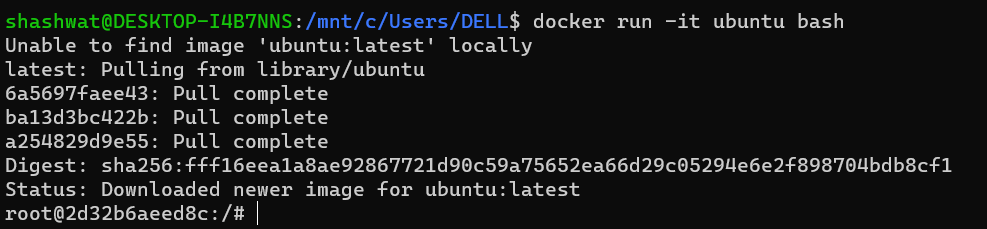 shashwat@DESKTOP-I4B7NNS:/mnt/c/Users/DELL$ docker run -it ubuntu bash
Unable to find image 'ubuntu:latest' locally
latest: Pulling from library/ubuntu
6a5697faee43: Pull complete
ba13d3bc422b: Pull complete
a254829d9e55: Pull complete
Digest: sha256:fff16eea1a8ae92867721d90c59a75652ea66d29c05294e6e2f898704bdb8cf1
Status: Downloaded newer image for ubuntu:latest
root@2d32b6aeed8c:/#